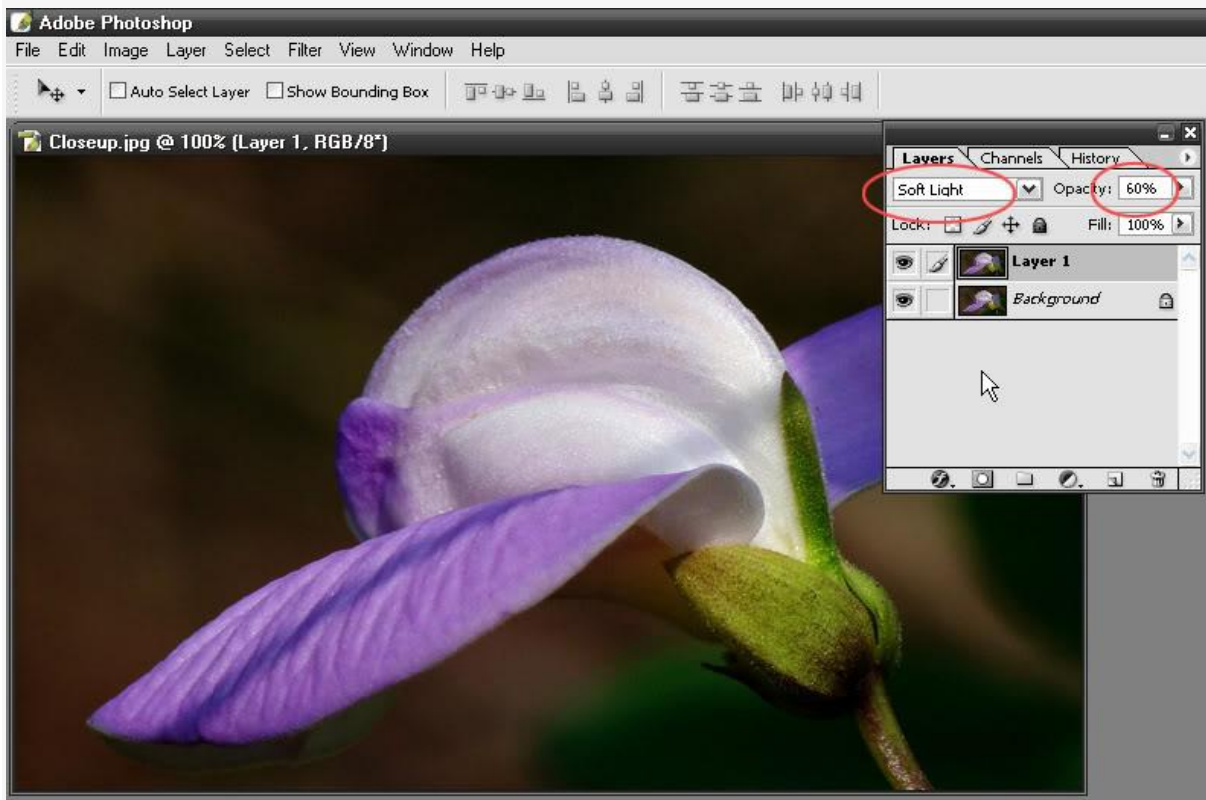 Adobe Photoshop
File Edit Image Layer Select Filter View Window Help
Auto Select Layer Show Bounding Box
Closeup.jpg @ 100% (Layer 1, RGB/8*)
Layers Channels History
Soft Light Opacity: 60%
Lock: Fill: 100%
Layer 1
Background